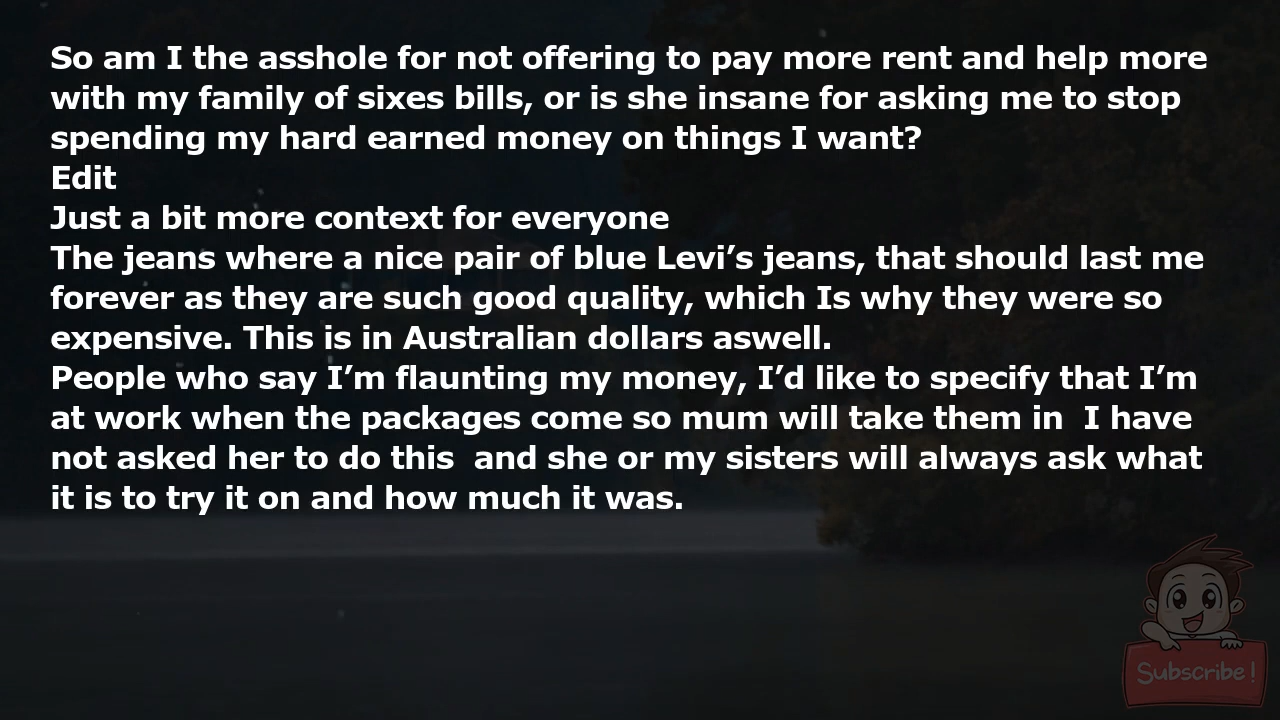 So am I the asshole for not offering to pay more rent and help more
with my family of sixes bills, or is she insane for asking me to stop
spending my hard earned money on things I want?
Edit
Just a bit more context for everyone
The jeans where a nice pair of blue Levi’s jeans, that should last me
forever as they are such good quality, which Is why they were so
expensive. This is in Australian dollars aswell.
People who say I’m flaunting my money, I’d like to specify that I’m
at work when the packages come so mum will take them in  I have
not asked her to do this  and she or my sisters will always ask what
it is to try it on and how much it was.
Subscribe!